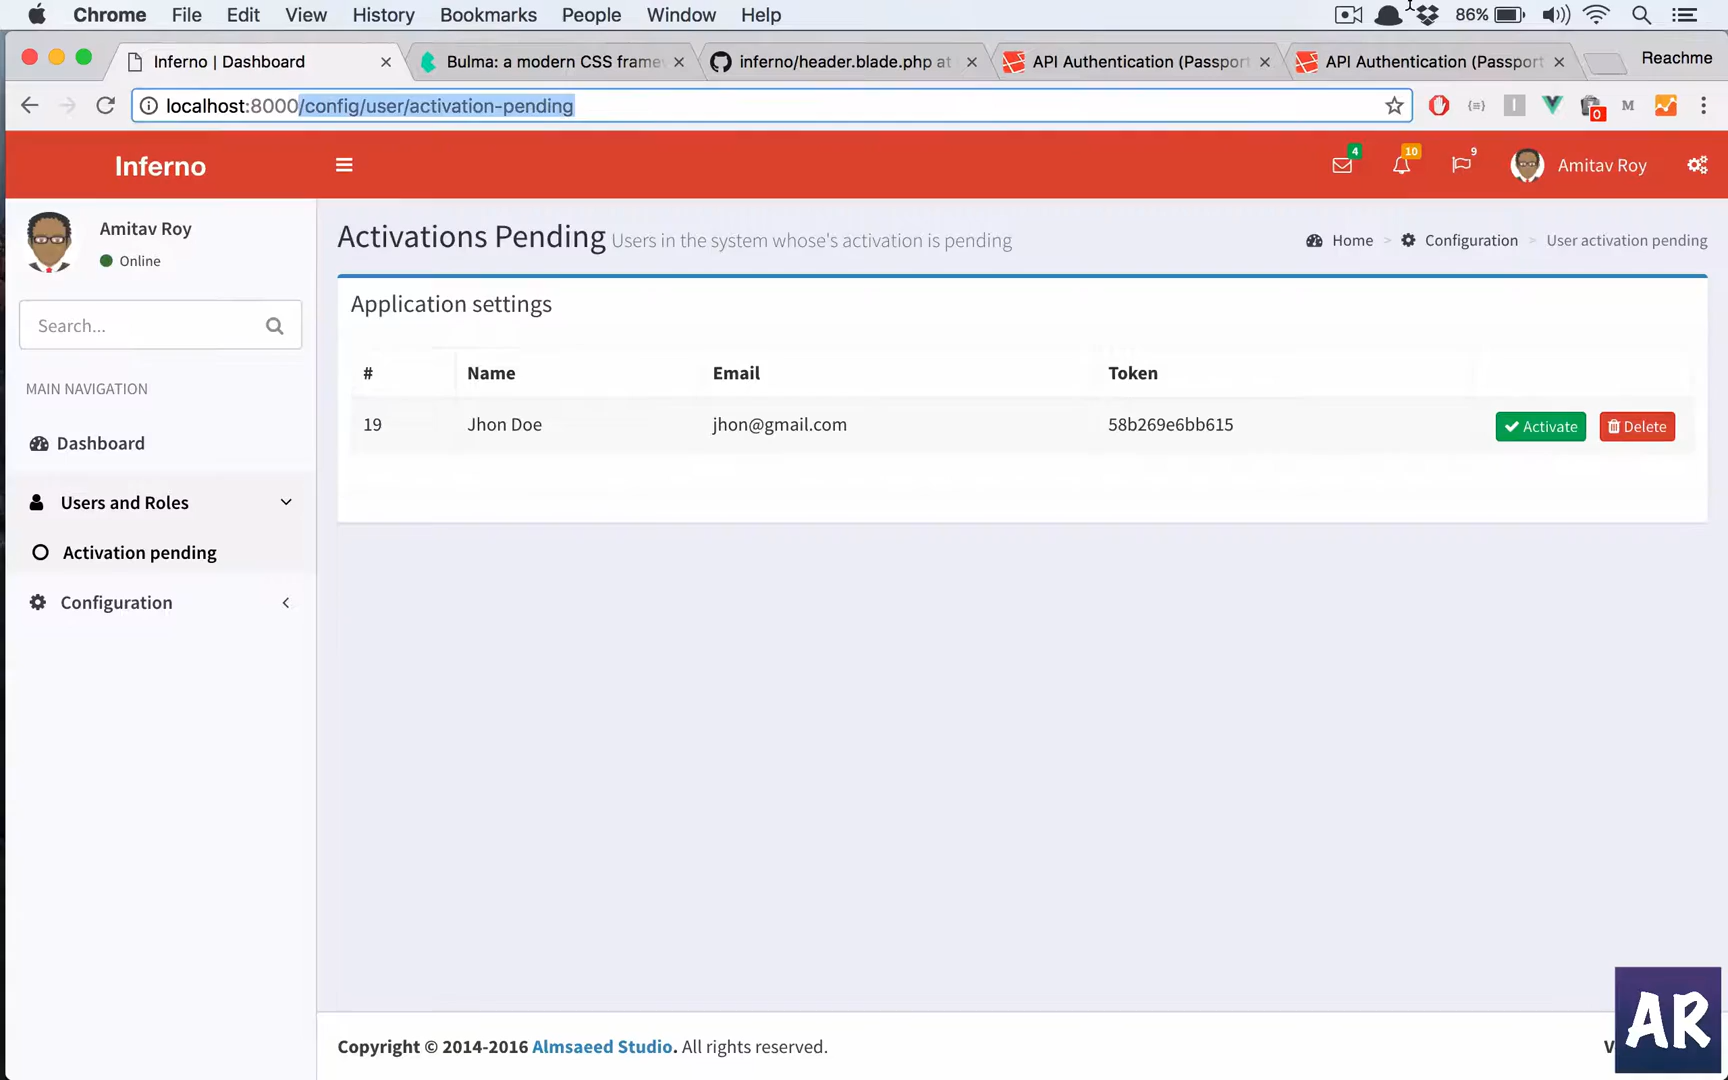 Chrome File Edit View History Bookmarks People Window Help 86%
Inferno | Dashboard Bulma: a modern CSS frame inferno/header.blade.php at API Authentication (Passport API Authentication (Passport Reachme
localhost:8000/config/user/activation-pending 0 M
Inferno 4 10 9 Amitav Roy
Amitav Roy
Online
Activations Pending Users in the system whose's activation is pending Home > Configuration > User activation pending
Application settings
Search...
# Name Email Token
19 Jhon Doe jhon@gmail.com 58b269e6bb615 Activate Delete
MAIN NAVIGATION
Dashboard
Users and Roles
Activation pending
Configuration
Copyright © 2014-2016 Almsaeed Studio. All rights reserved.
AR